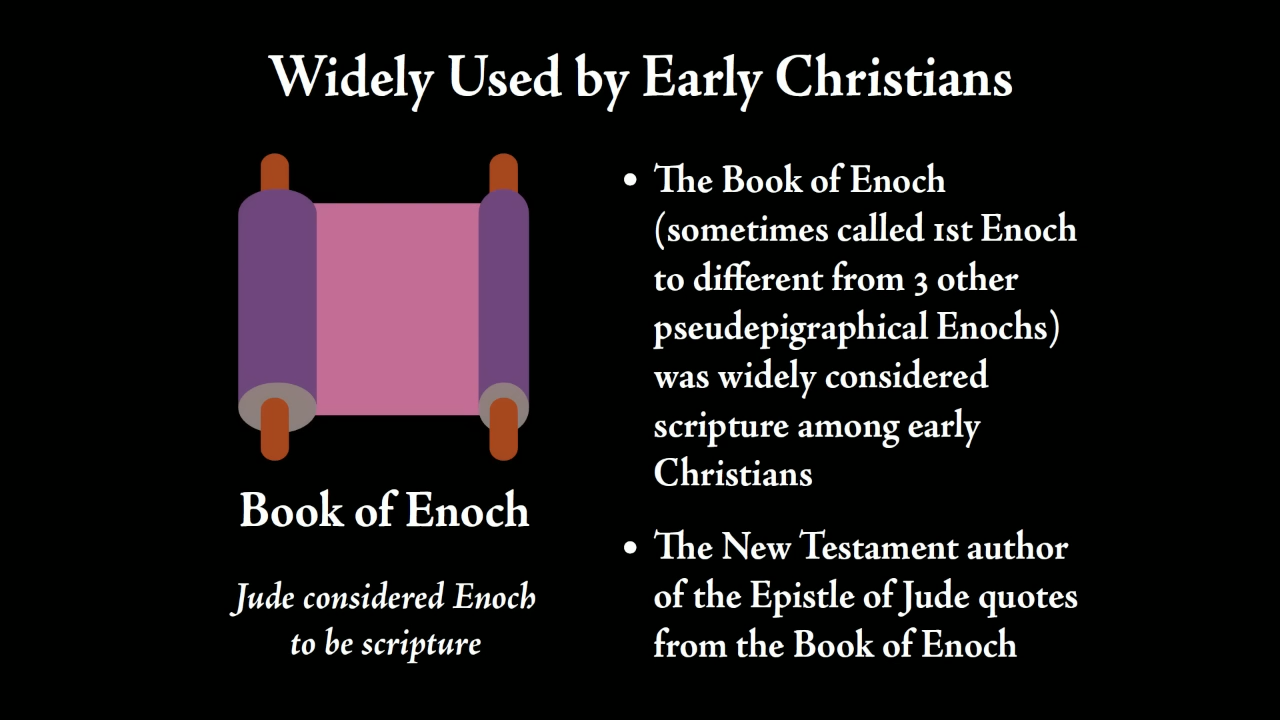 Widely Used by Early Christians
Book of Enoch
Jude considered Enoch
to be scripture
• The Book of Enoch
(sometimes called 1st Enoch
to different from 3 other
pseudepigraphical Enochs)
was widely considered
scripture among early
Christians
• The New Testament author
of the Epistle of Jude quotes
from the Book of Enoch